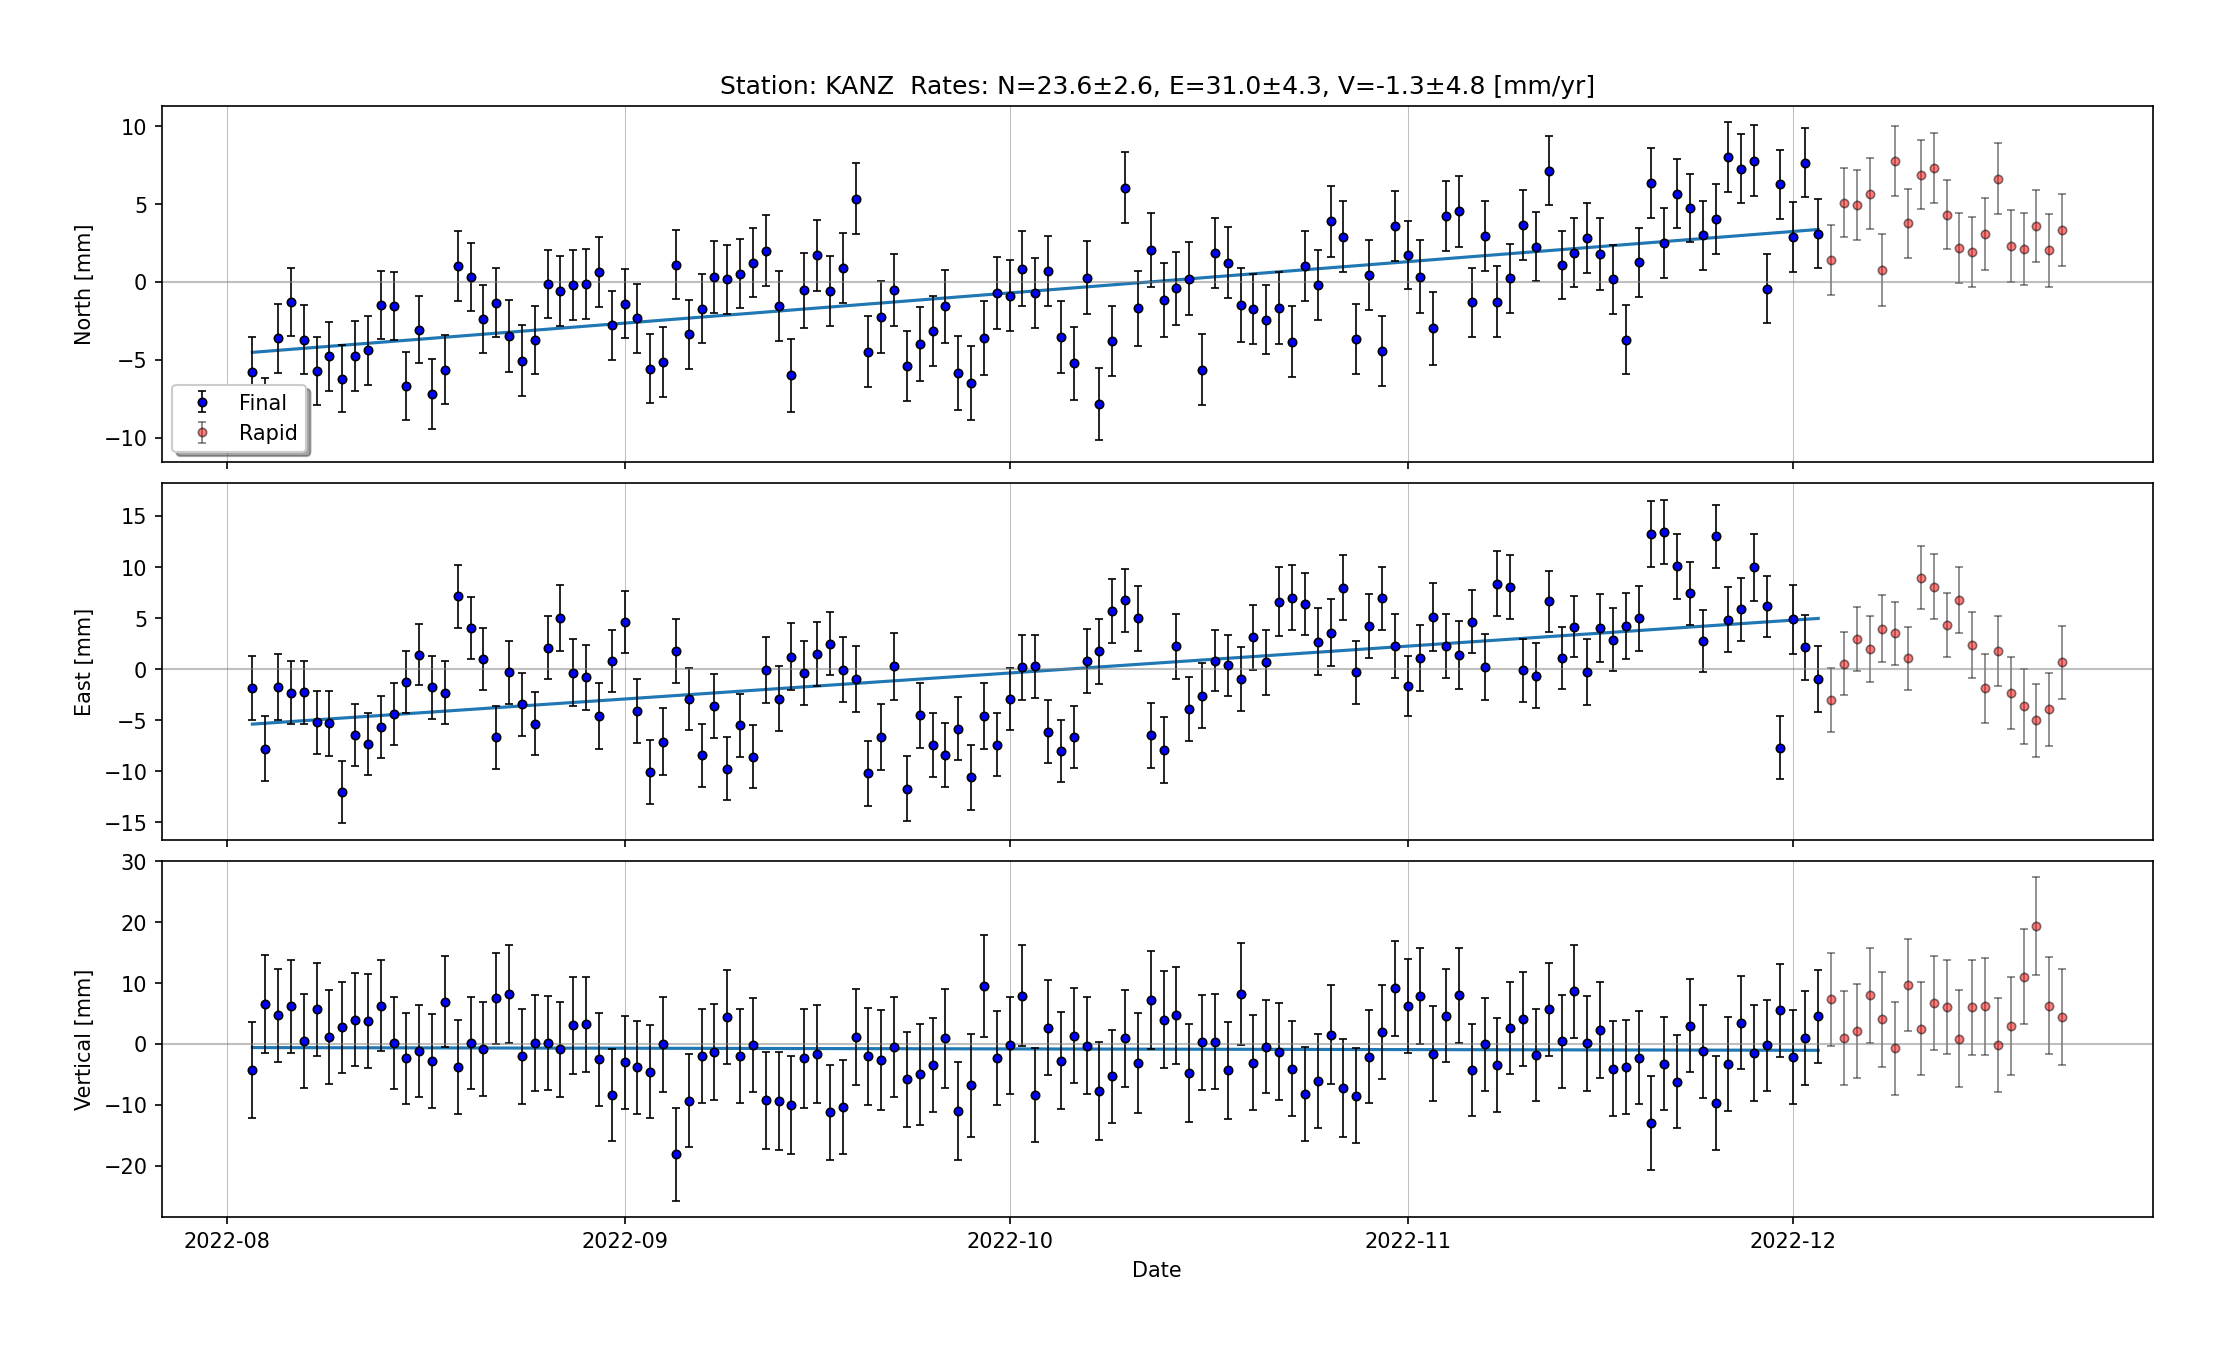 Station: KANZ  Rates: N=23.6±2.6, E=31.0±4.3, V=-1.3±4.8 [mm/yr]
10
5
0
−5
−10
North [mm]
Final
Rapid
15
10
5
0
−5
−10
−15
East [mm]
30
20
10
0
−10
−20
Vertical [mm]
2022-08 2022-09 2022-10 2022-11 2022-12
Date